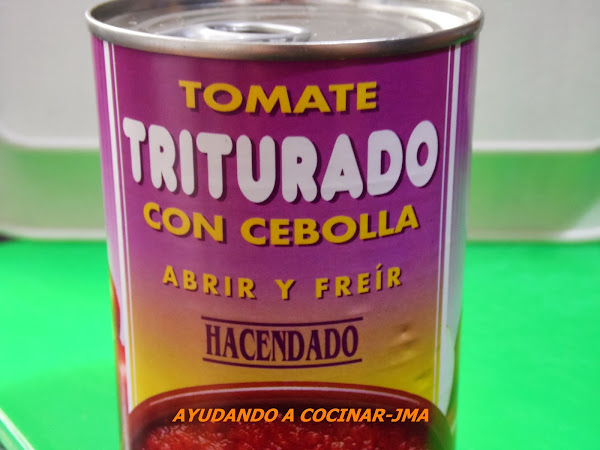 TOMATE
TRITURADO
CON CEBOLLA
ABRIR Y FREÍR
HACENDADO
AYUDANDO A COCINAR-JMA